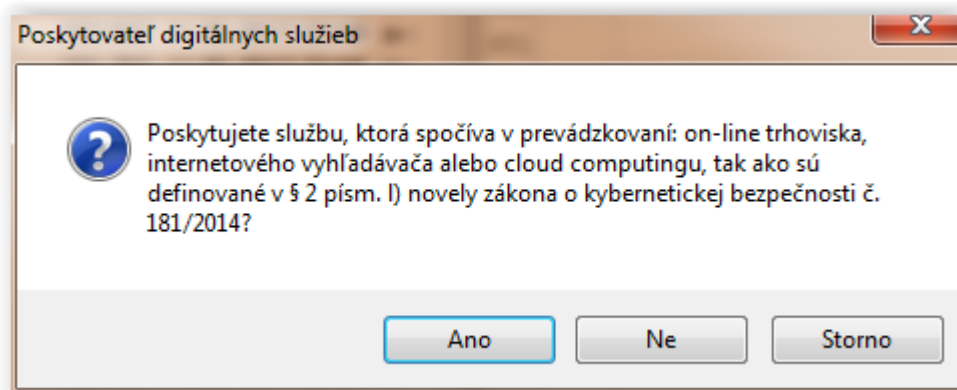 Poskytovateľ digitálnych služieb
Poskytujete službu, ktorá spočíva v prevádzkovaní: on-line trhoviska,
internetového vyhľadávača alebo cloud computingu, tak ako sú
definované v § 2 písm. l) novely zákona o kybernetickej bezpečnosti č.
181/2014?
Ano
Ne
Storno